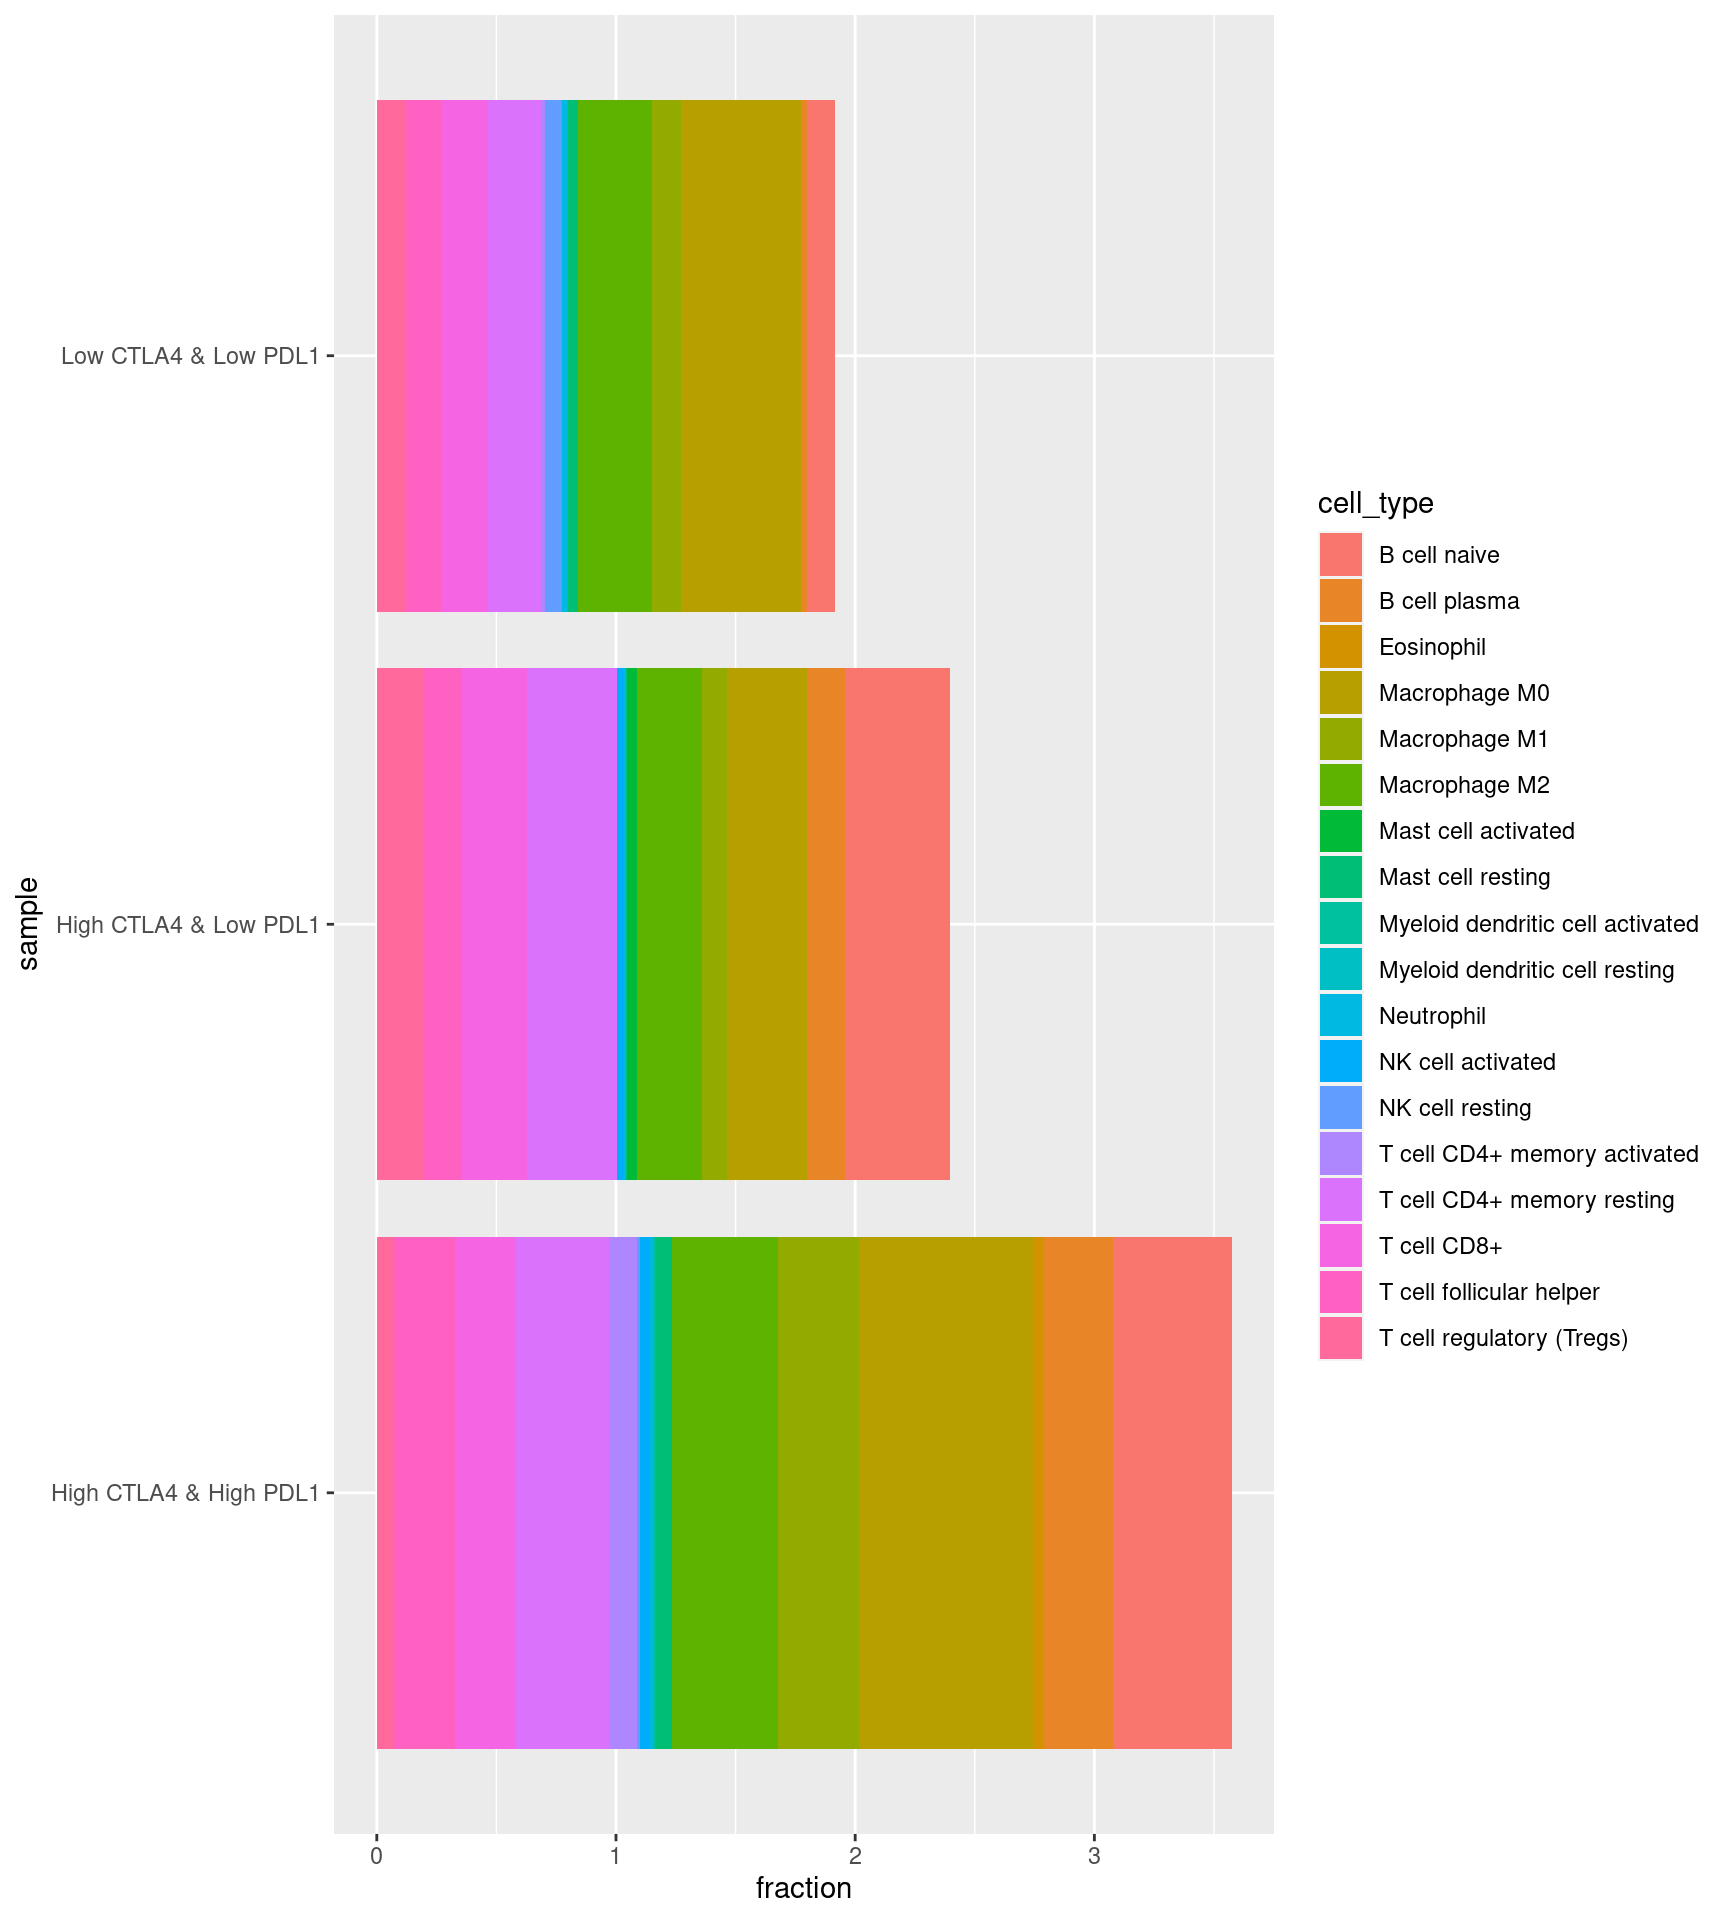 sample
Low CTLA4 & Low PDL1
High CTLA4 & Low PDL1
High CTLA4 & High PDL1
0 1 2 3
fraction
cell_type
B cell naive
B cell plasma
Eosinophil
Macrophage M0
Macrophage M1
Macrophage M2
Mast cell activated
Mast cell resting
Myeloid dendritic cell activated
Myeloid dendritic cell resting
Neutrophil
NK cell activated
NK cell resting
T cell CD4+ memory activated
T cell CD4+ memory resting
T cell CD8+
T cell follicular helper
T cell regulatory (Tregs)